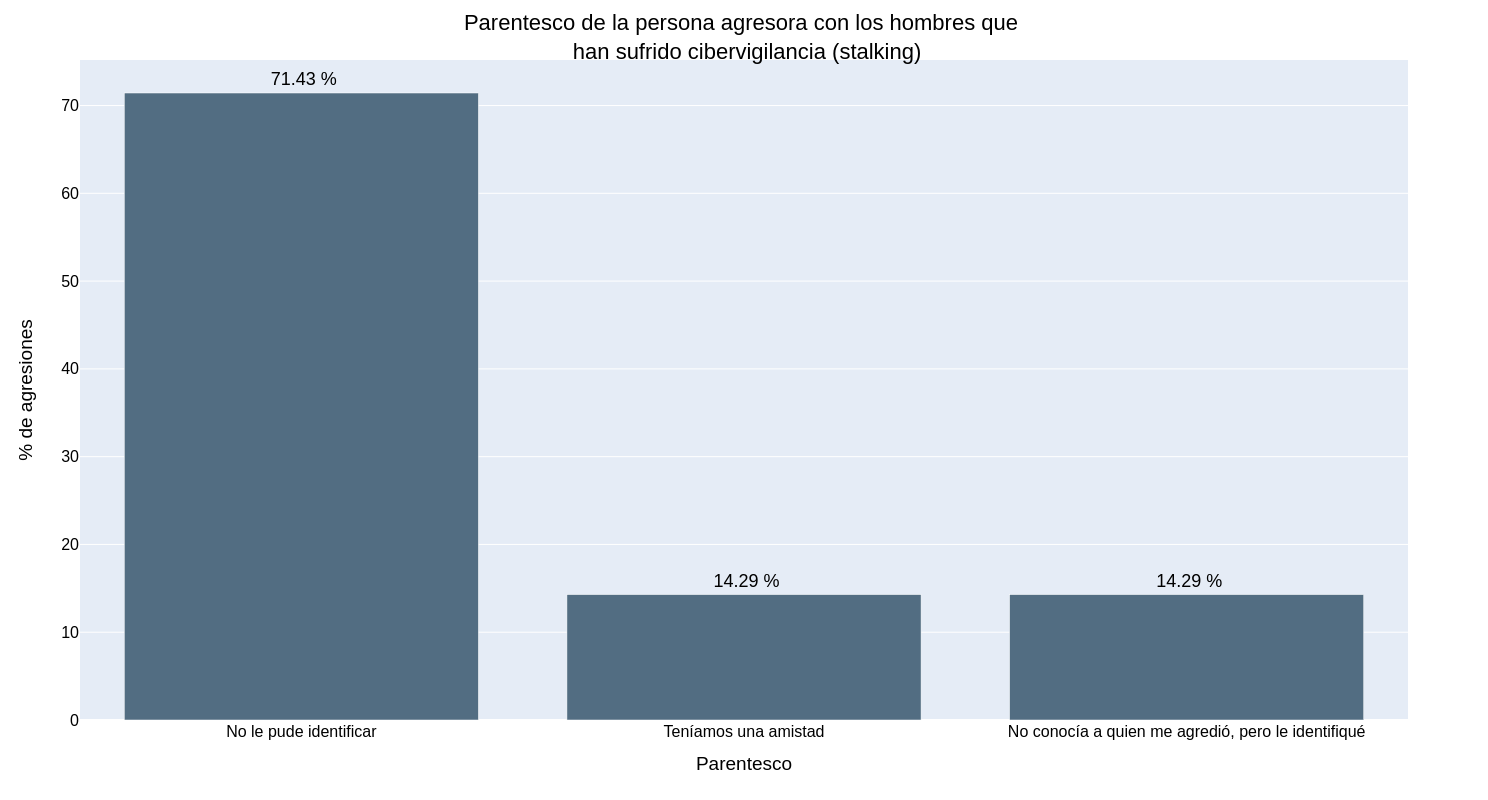 Parentesco de la persona agresora con los hombres que
han sufrido cibervigilancia (stalking)
71.43 %
14.29 %
14.29 %
70
60
50
40
30
20
10
0
% de agresiones
No le pude identificar
Teníamos una amistad
No conocía a quien me agredió, pero le identifiqué
Parentesco